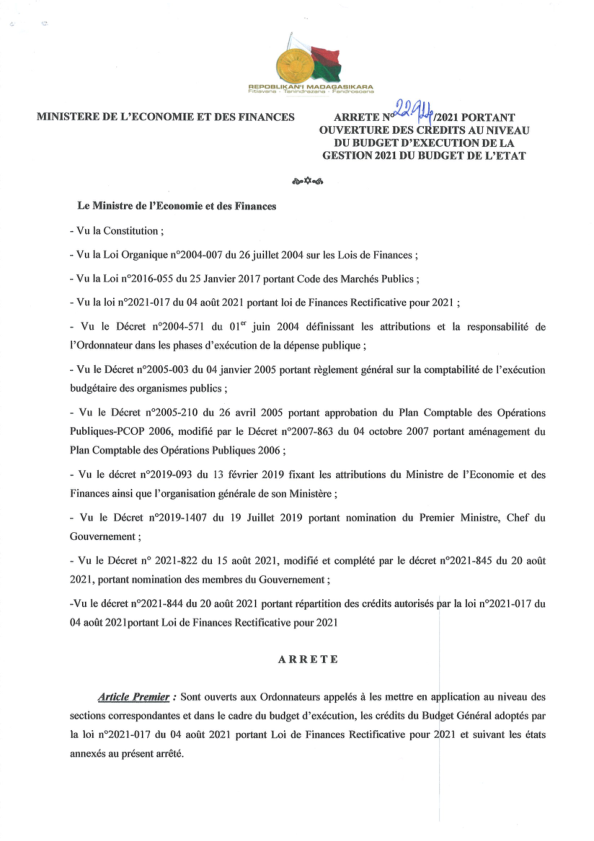 REPOBLIKAN'I MADAGASIKARA
Fitiavana - Tanindrazana - Fandrosoana
MINISTERE DE L'ECONOMIE ET DES FINANCES
ARRETE N° /2021 PORTANT
OUVERTURE DES CREDITS AU NIVEAU
DU BUDGET D'EXECUTION DE LA
GESTION 2021 DU BUDGET DE L'ETAT
Le Ministre de l'Economie et des Finances
- Vu la Constitution ;
- Vu la Loi Organique n°2004-007 du 26 juillet 2004 sur les Lois de Finances ;
- Vu la Loi n°2016-055 du 25 Janvier 2017 portant Code des Marchés Publics ;
- Vu la loi n°2021-017 du 04 août 2021 portant loi de Finances Rectificative pour 2021 ;
- Vu le Décret n°2004-571 du 01er juin 2004 définissant les attributions et la responsabilité de
l'Ordonnateur dans les phases d'exécution de la dépense publique ;
- Vu le Décret n°2005-003 du 04 janvier 2005 portant règlement général sur la comptabilité de l'exécution
budgétaire des organismes publics ;
- Vu le Décret n°2005-210 du 26 avril 2005 portant approbation du Plan Comptable des Opérations
Publiques-PCOP 2006, modifié par le Décret n°2007-863 du 04 octobre 2007 portant aménagement du
Plan Comptable des Opérations Publiques 2006 ;
- Vu le décret n°2019-093 du 13 février 2019 fixant les attributions du Ministre de l'Economie et des
Finances ainsi que l'organisation générale de son Ministère ;
- Vu le Décret n°2019-1407 du 19 Juillet 2019 portant nomination du Premier Ministre, Chef du
Gouvernement ;
- Vu le Décret n° 2021-822 du 15 août 2021, modifié et complété par le décret n°2021-845 du 20 août
2021, portant nomination des membres du Gouvernement ;
-Vu le décret n°2021-844 du 20 août 2021 portant répartition des crédits autorisés par la loi n°2021-017 du
04 août 2021portant Loi de Finances Rectificative pour 2021
A R R E T E
Article Premier : Sont ouverts aux Ordonnateurs appelés à les mettre en application au niveau des
sections correspondantes et dans le cadre du budget d'exécution, les crédits du Budget Général adoptés par
la loi n°2021-017 du 04 août 2021 portant Loi de Finances Rectificative pour 2021 et suivant les états
annexés au présent arrêté.